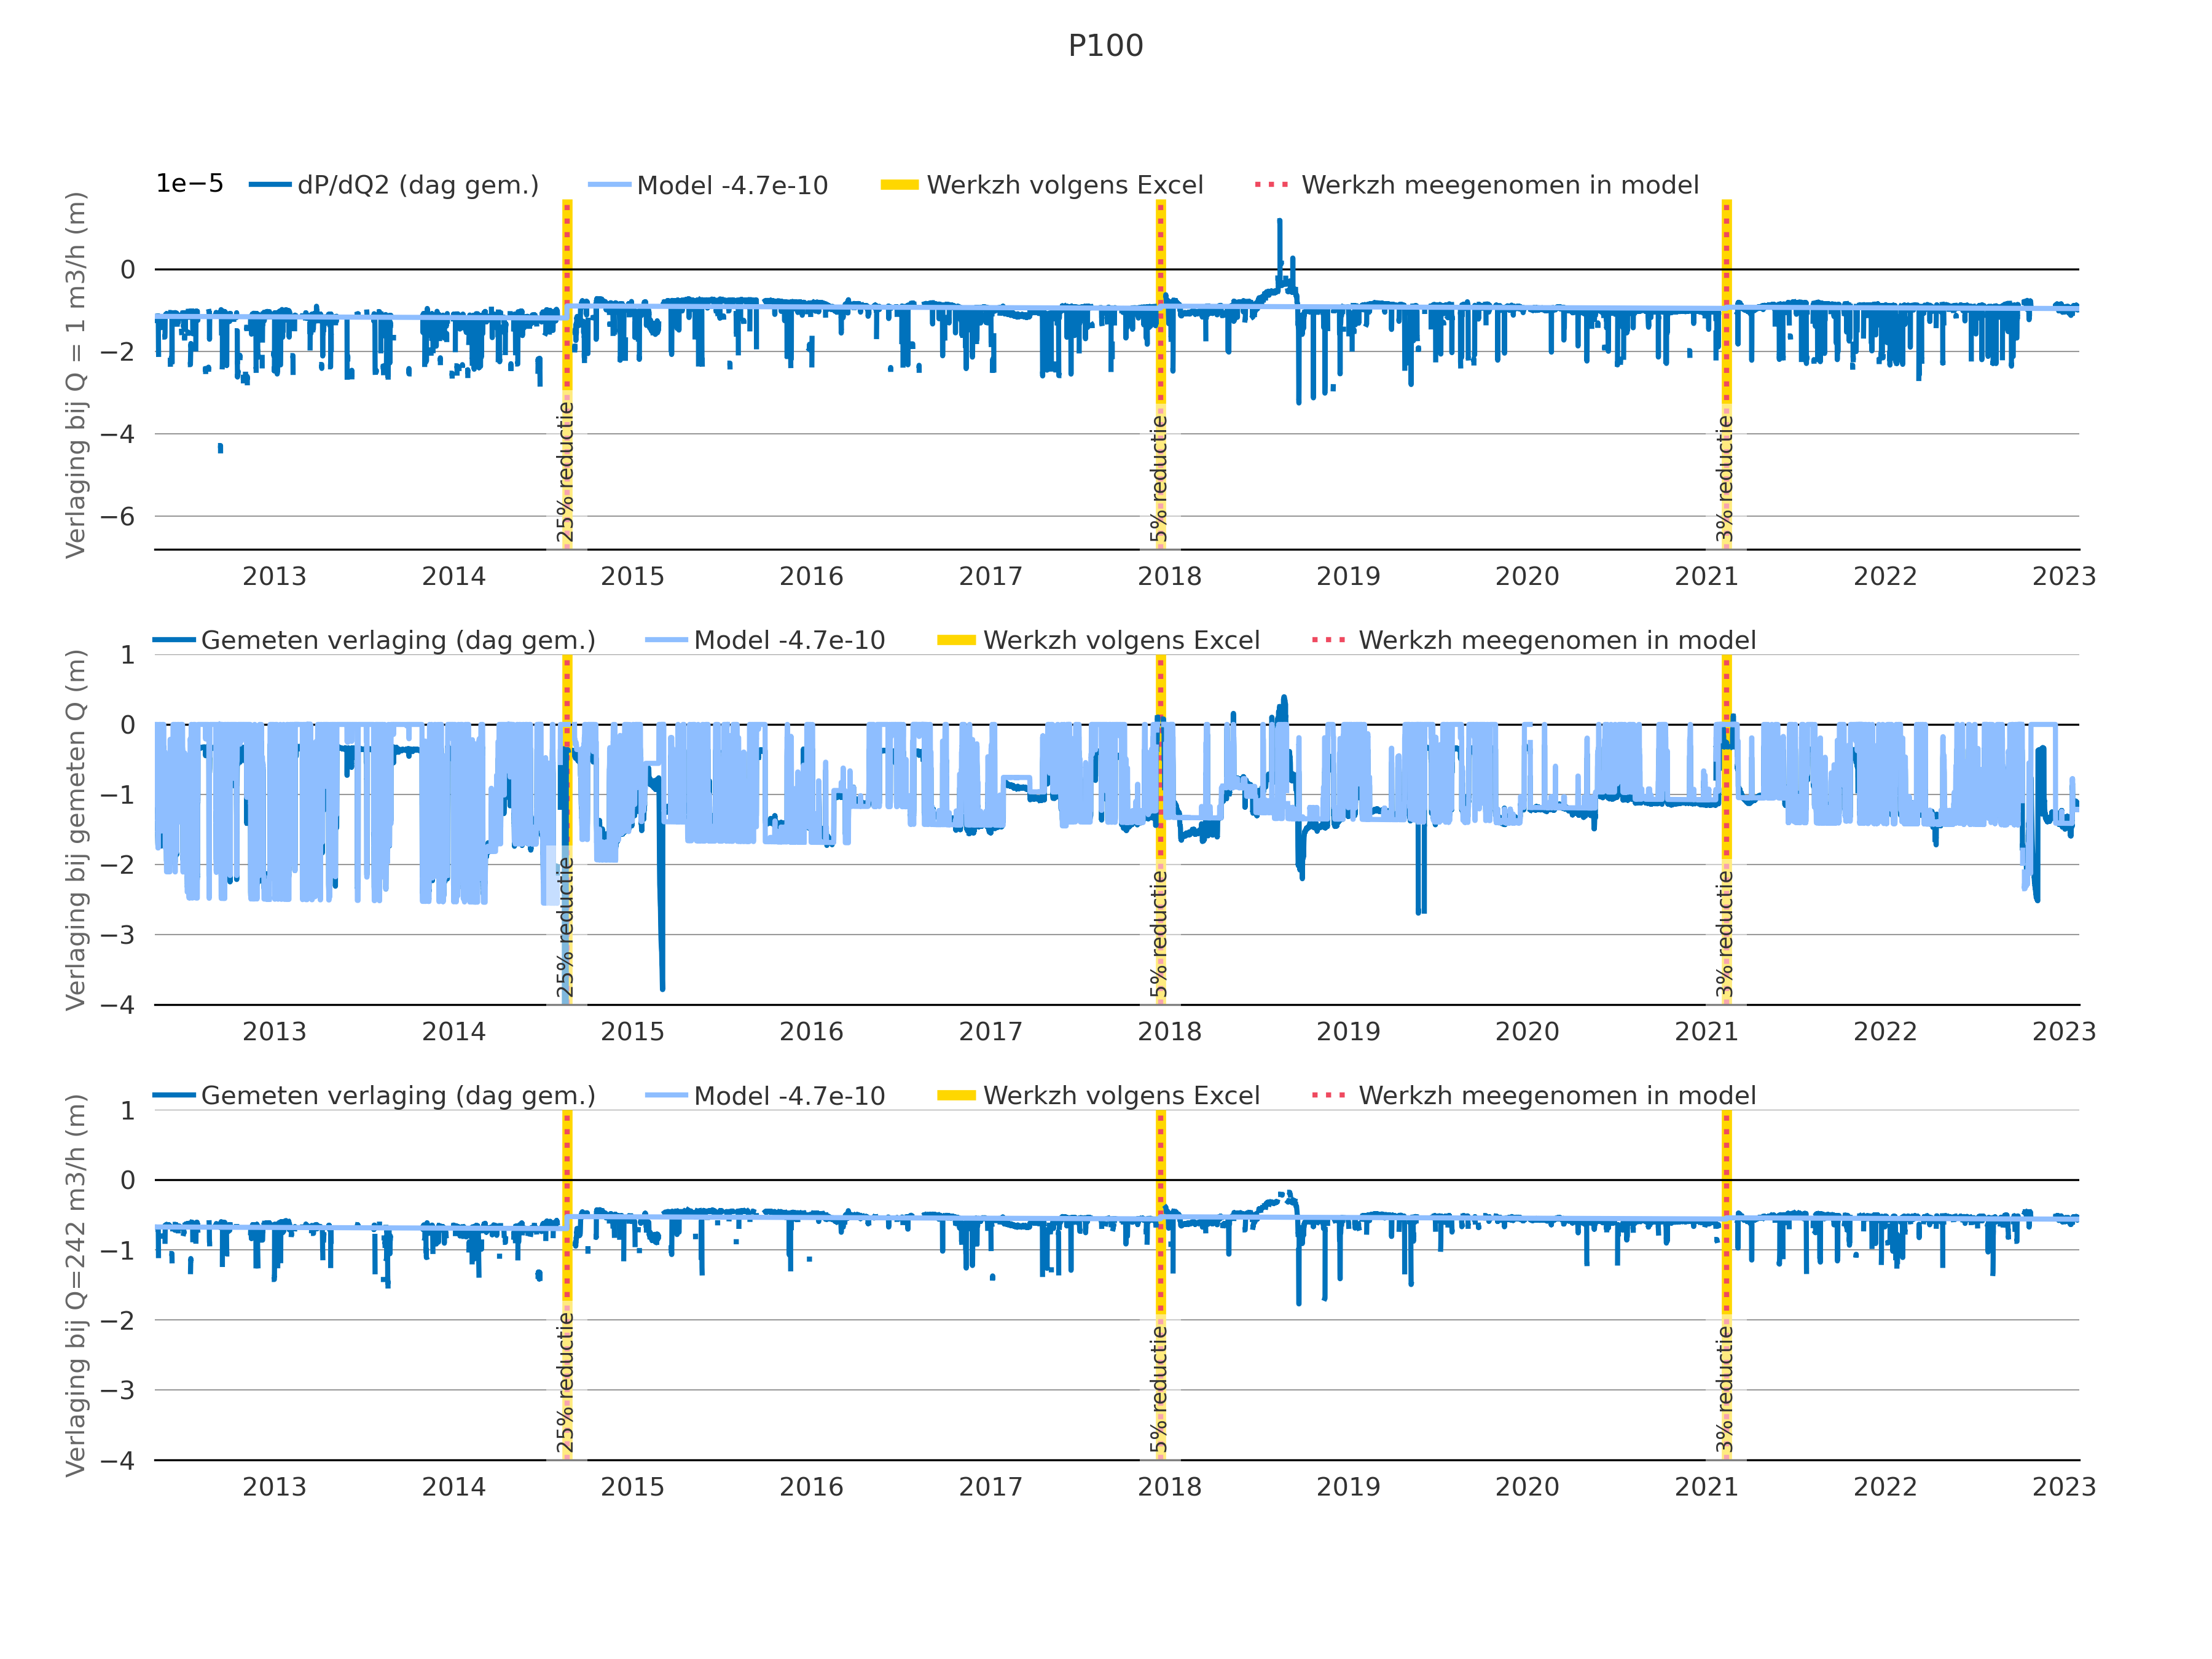 P100
1e−5
dP/dQ2 (dag gem.)
Model -4.7e-10
Werkzh volgens Excel
Werkzh meegenomen in model
Verlaging bij Q = 1 m3/h (m)
0
−2
−4
−6
25% reductie
5% reductie
3% reductie
2013 2014 2015 2016 2017 2018 2019 2020 2021 2022 2023
Gemeten verlaging (dag gem.)
Model -4.7e-10
Werkzh volgens Excel
Werkzh meegenomen in model
Verlaging bij gemeten Q (m)
1
0
−1
−2
−3
−4
25% reductie
5% reductie
3% reductie
2013 2014 2015 2016 2017 2018 2019 2020 2021 2022 2023
Gemeten verlaging (dag gem.)
Model -4.7e-10
Werkzh volgens Excel
Werkzh meegenomen in model
Verlaging bij Q=242 m3/h (m)
1
0
−1
−2
−3
−4
25% reductie
5% reductie
3% reductie
2013 2014 2015 2016 2017 2018 2019 2020 2021 2022 2023